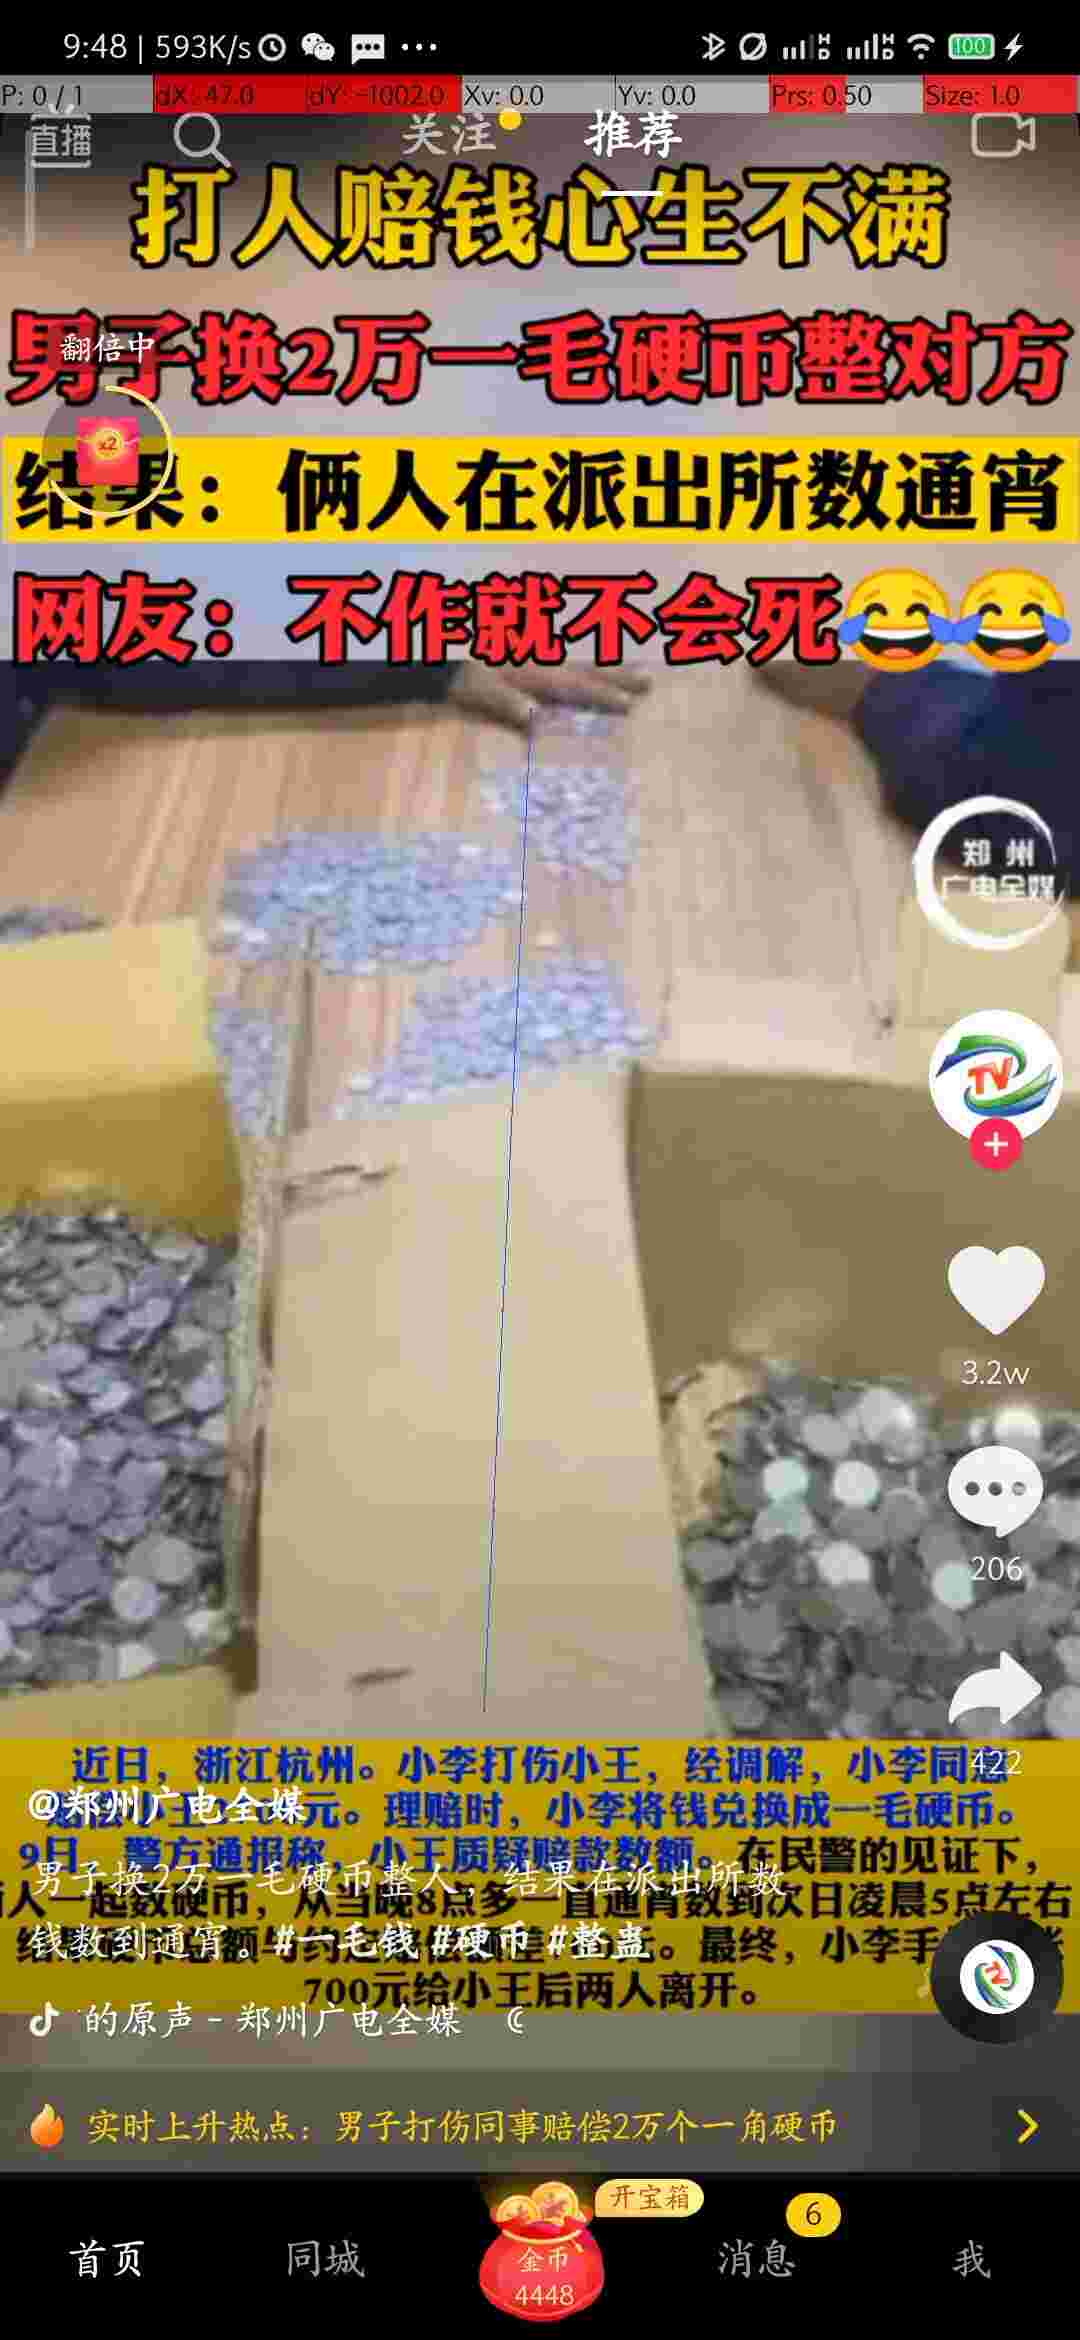 9:48 | 593K/s
100
P: 0 / 1 dX: 47.0 dY: -1002.0 Xv: 0.0 Yv: 0.0 Prs: 0.50 Size: 1.0
直播 关注 推荐
打人赔钱心生不满
男子换2万一毛硬币整对方
翻倍中
x2
结果：俩人在派出所数通宵
网友：不作就不会死😂😂
郑州
广电全媒
TV
3.2w
206
422
近日，浙江杭州。小李打伤小王，经调解，小李同意
元。理赔时，小李将钱兑换成一毛硬币。
@郑州广电全媒
9日，警方通报称，小王质疑赔款数额。在民警的见证下，
男子换2万一毛硬币整人，结果在派出所数
人一起数硬币，从当晚8点多一直通宵数到次日凌晨5点左右
钱数到通宵。#一毛钱 #硬币 #整蛊
。最终，小李手
700元给小王后两人离开。
的原声 - 郑州广电全媒
实时上升热点：男子打伤同事赔偿2万个一角硬币
开宝箱
6
首页 同城 金币 消息 我
4448